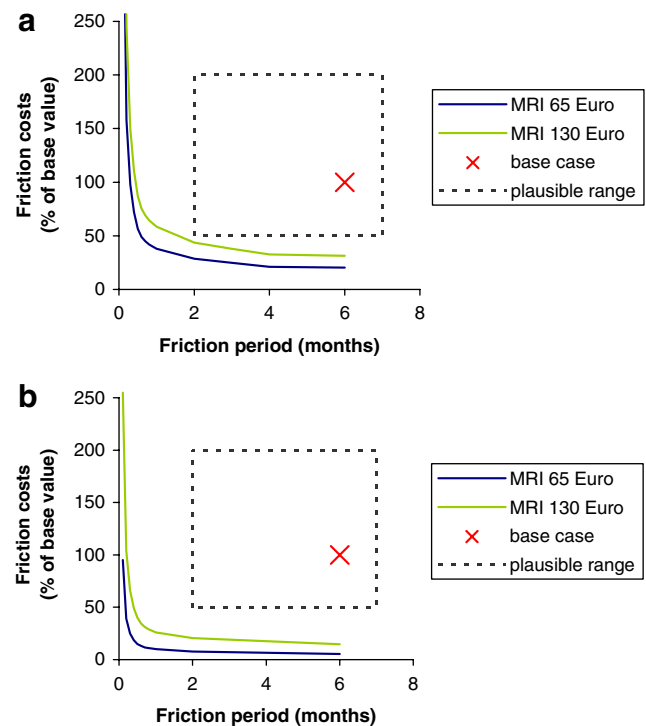 a
250
200
150
100
50
0
Friction costs
(% of base value)
0 2 4 6 8
Friction period (months)
MRI 65 Euro
MRI 130 Euro
base case
plausible range
b
250
200
150
100
50
0
Friction costs
(% of base value)
0 2 4 6 8
Friction period (months)
MRI 65 Euro
MRI 130 Euro
base case
plausible range